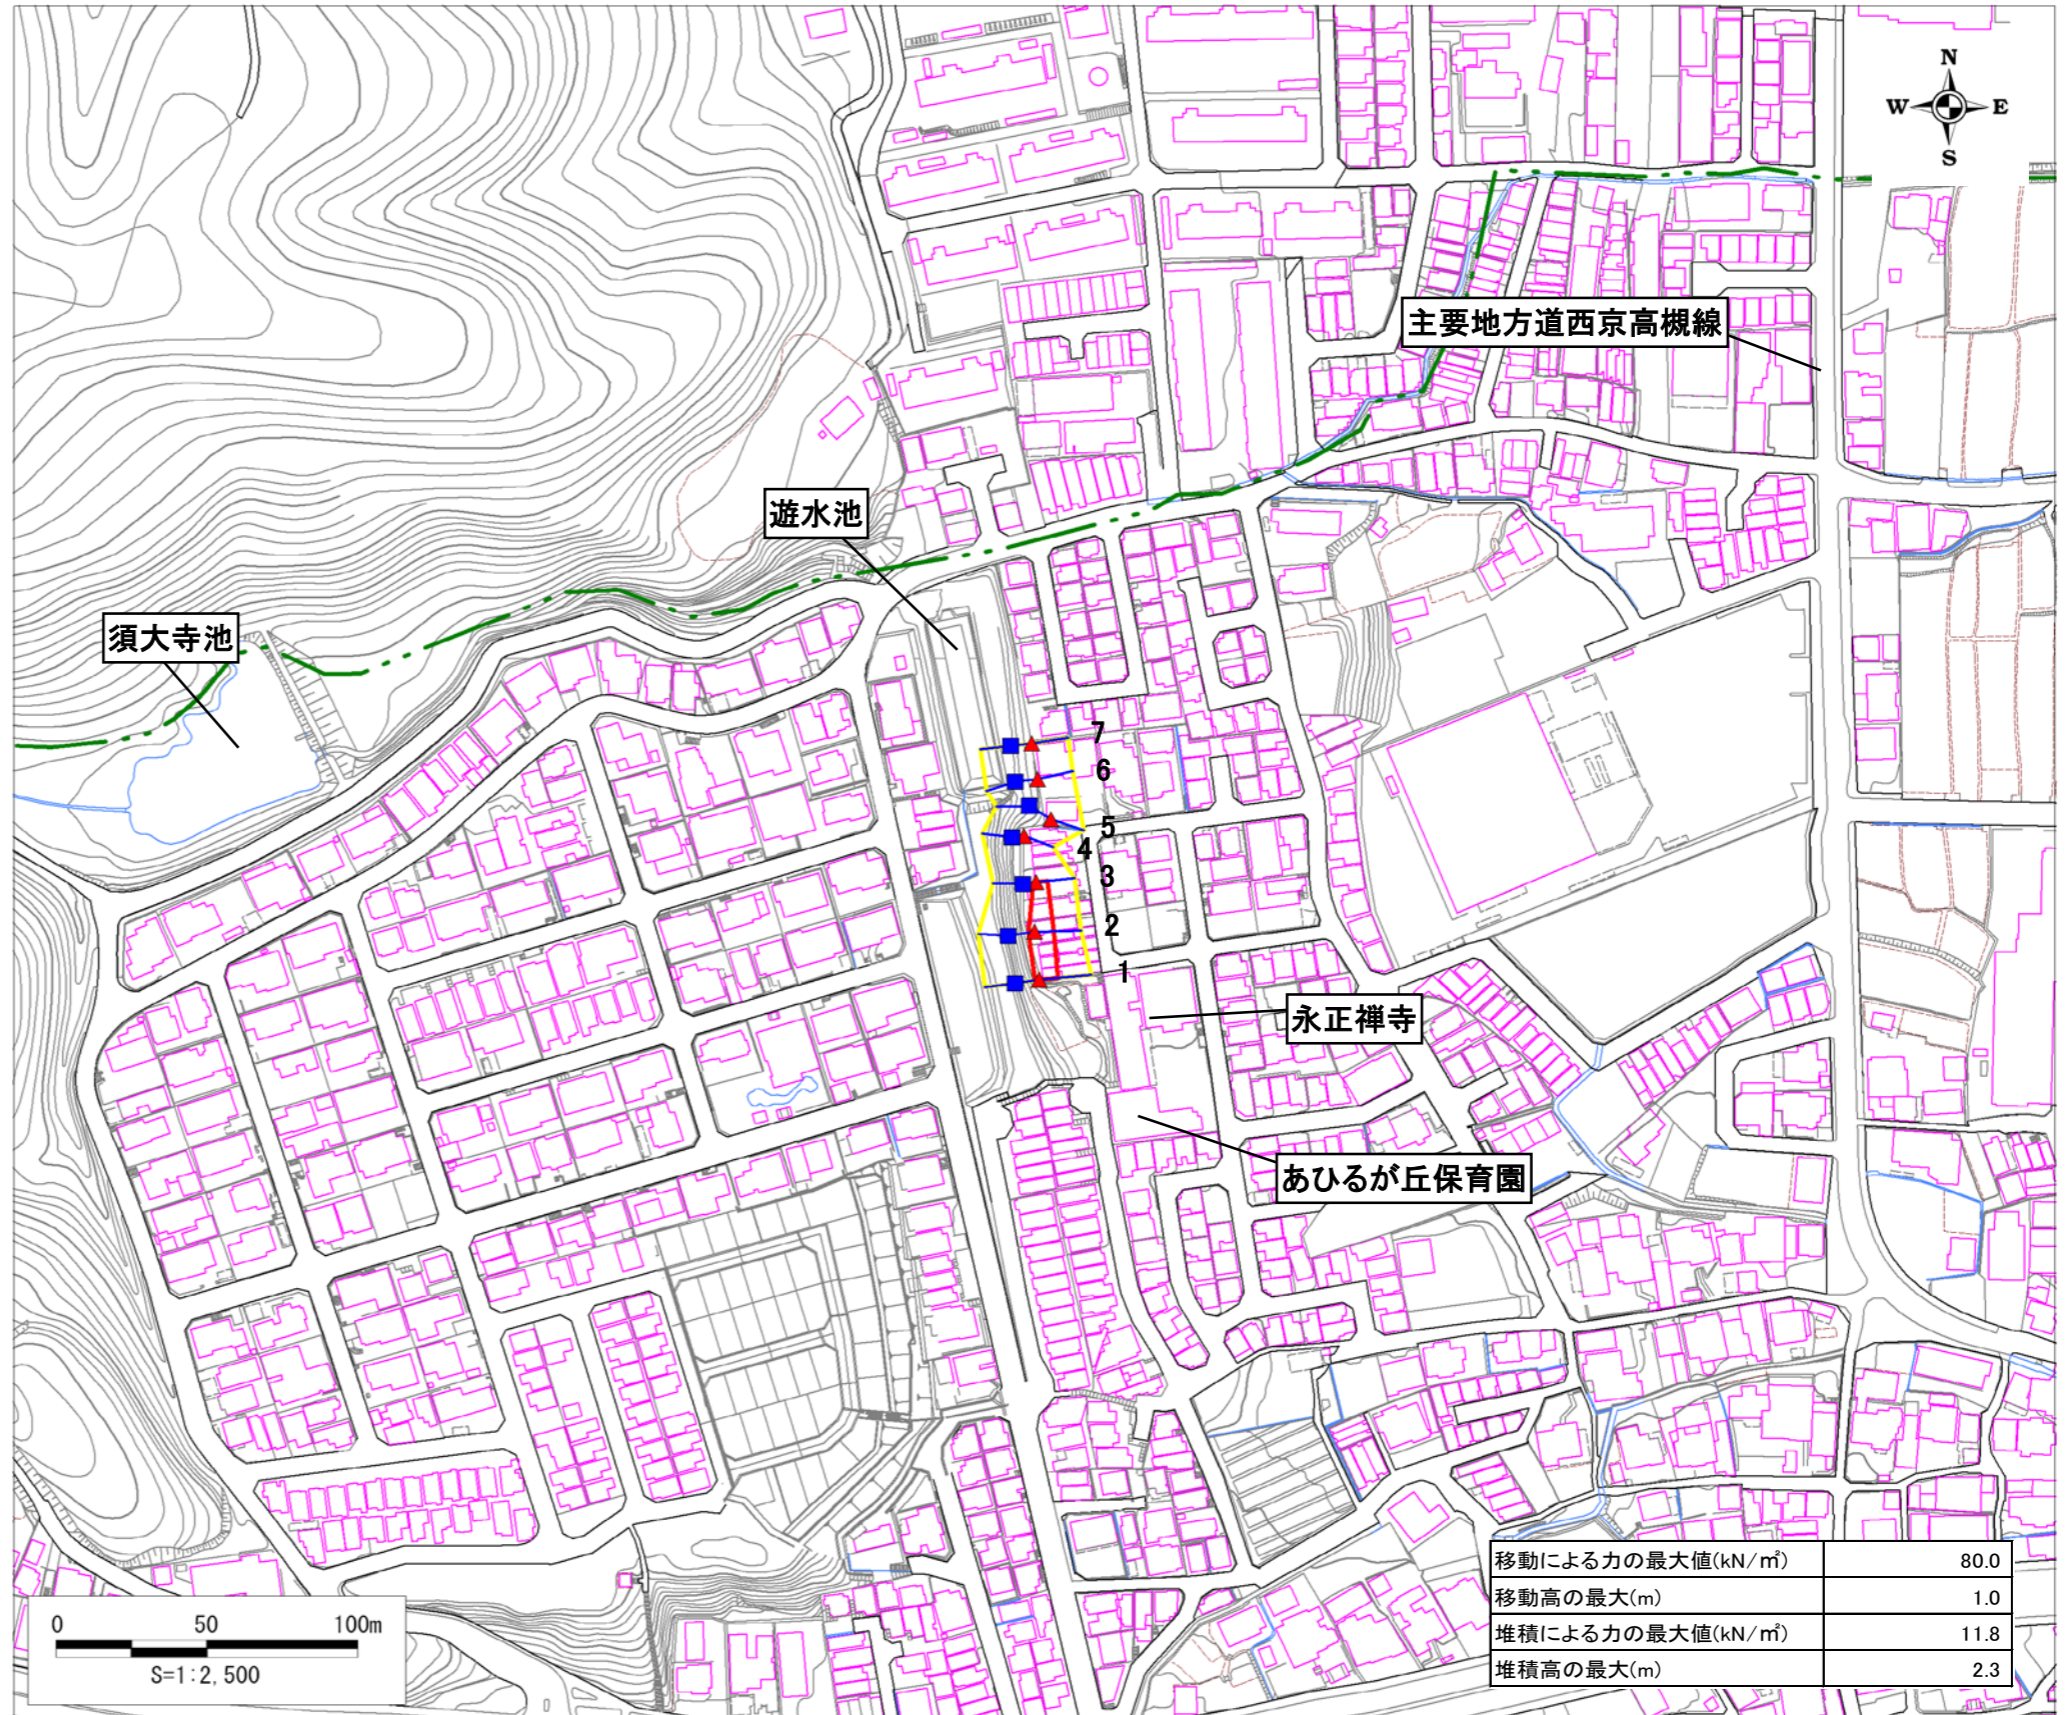 N
W E
S
主要地方道西京高槻線
遊水池
須大寺池
7
6
5
4
3
2
1
永正禅寺
あひるが丘保育園
移動による力の最大値(kN/㎡) 80.0
移動高の最大(m) 1.0
堆積による力の最大値(kN/㎡) 11.8
堆積高の最大(m) 2.3
0 50 100m
S=1:2,500